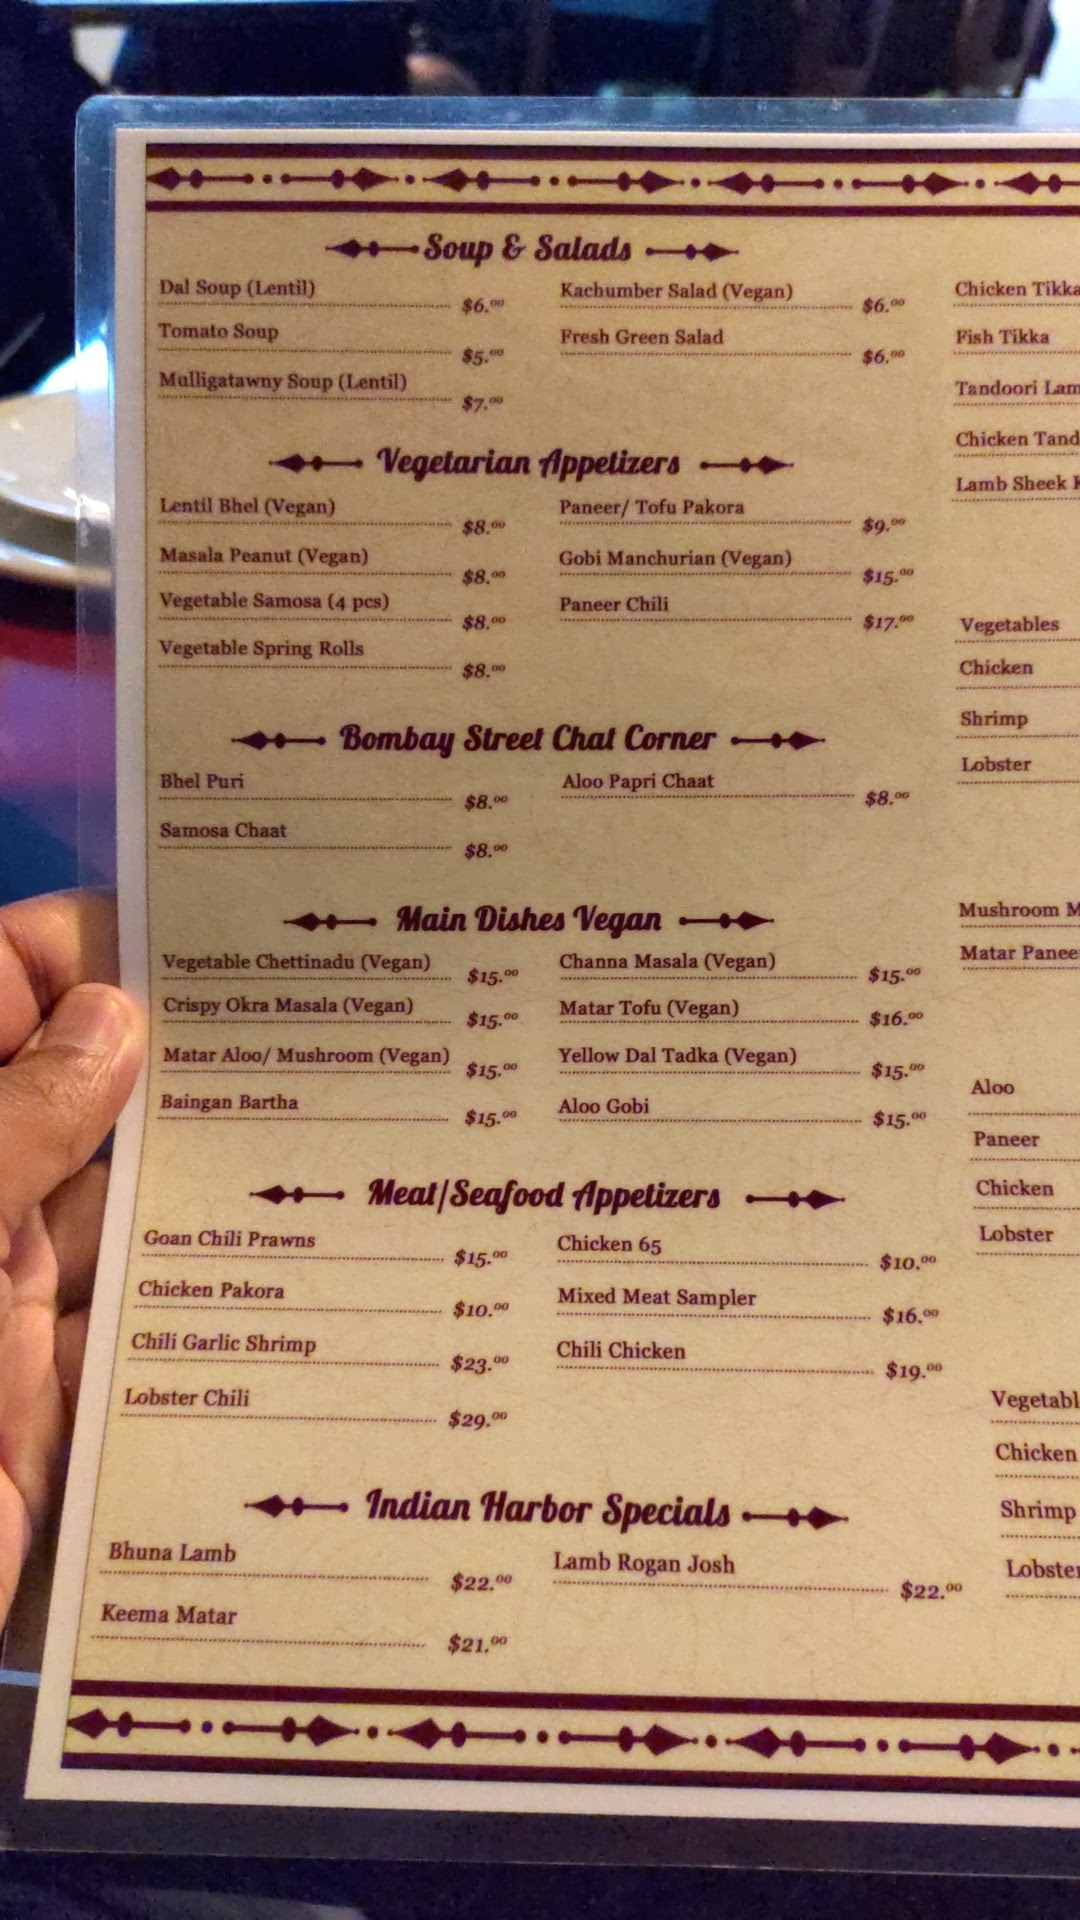 Soup & Salads
Dal Soup (Lentil) $6.00
Tomato Soup $5.00
Mulligatawny Soup (Lentil) $7.00
Kachumber Salad (Vegan) $6.00
Fresh Green Salad $6.00
Vegetarian Appetizers
Lentil Bhel (Vegan) $8.00
Masala Peanut (Vegan) $8.00
Vegetable Samosa (4 pcs) $8.00
Vegetable Spring Rolls $8.00
Paneer/ Tofu Pakora $9.00
Gobi Manchurian (Vegan) $15.00
Paneer Chili $17.00
Bombay Street Chat Corner
Bhel Puri $8.00
Samosa Chaat $8.00
Aloo Papri Chaat $8.00
Main Dishes Vegan
Vegetable Chettinadu (Vegan) $15.00
Crispy Okra Masala (Vegan) $15.00
Matar Aloo/ Mushroom (Vegan) $15.00
Baingan Bartha $15.00
Channa Masala (Vegan) $15.00
Matar Tofu (Vegan) $16.00
Yellow Dal Tadka (Vegan) $15.00
Aloo Gobi $15.00
Meat/Seafood Appetizers
Goan Chili Prawns $15.00
Chicken Pakora $10.00
Chili Garlic Shrimp $23.00
Lobster Chili $29.00
Chicken 65 $10.00
Mixed Meat Sampler $16.00
Chili Chicken $19.00
Indian Harbor Specials
Bhuna Lamb $22.00
Keema Matar $21.00
Lamb Rogan Josh $22.00
Chicken Tikka
Fish Tikka
Tandoori Lam
Chicken Tand
Lamb Sheek
Vegetables
Chicken
Shrimp
Lobster
Mushroom M
Matar Panee
Aloo
Paneer
Chicken
Lobster
Vegetabl
Chicken
Shrimp
Lobster